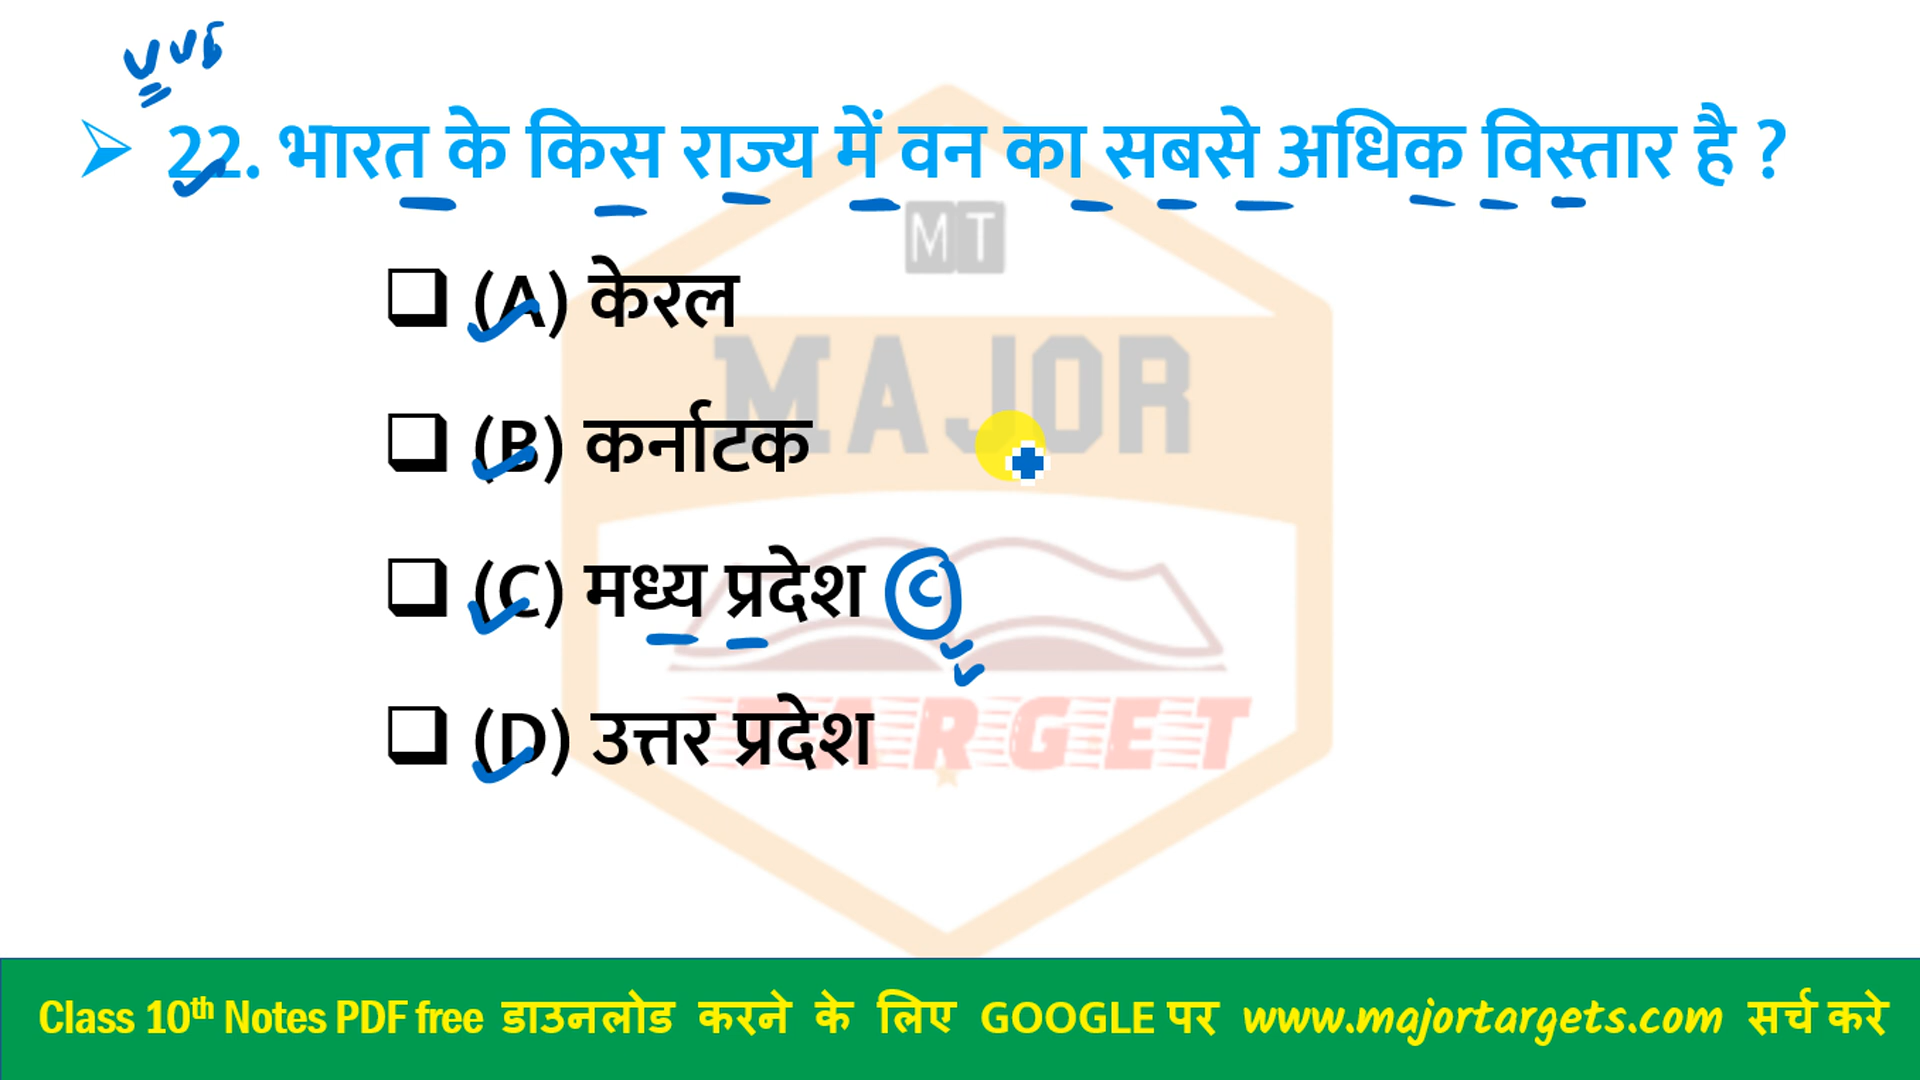 VVI
22. भारत के किस राज्य में वन का सबसे अधिक विस्तार है ?
MT
(A) केरल
MAJOR
(B) कर्नाटक
(C) मध्य प्रदेश C
TARGET
(D) उत्तर प्रदेश
Class 10th Notes PDF free डाउनलोड करने के लिए GOOGLE पर www.majortargets.com सर्च करे